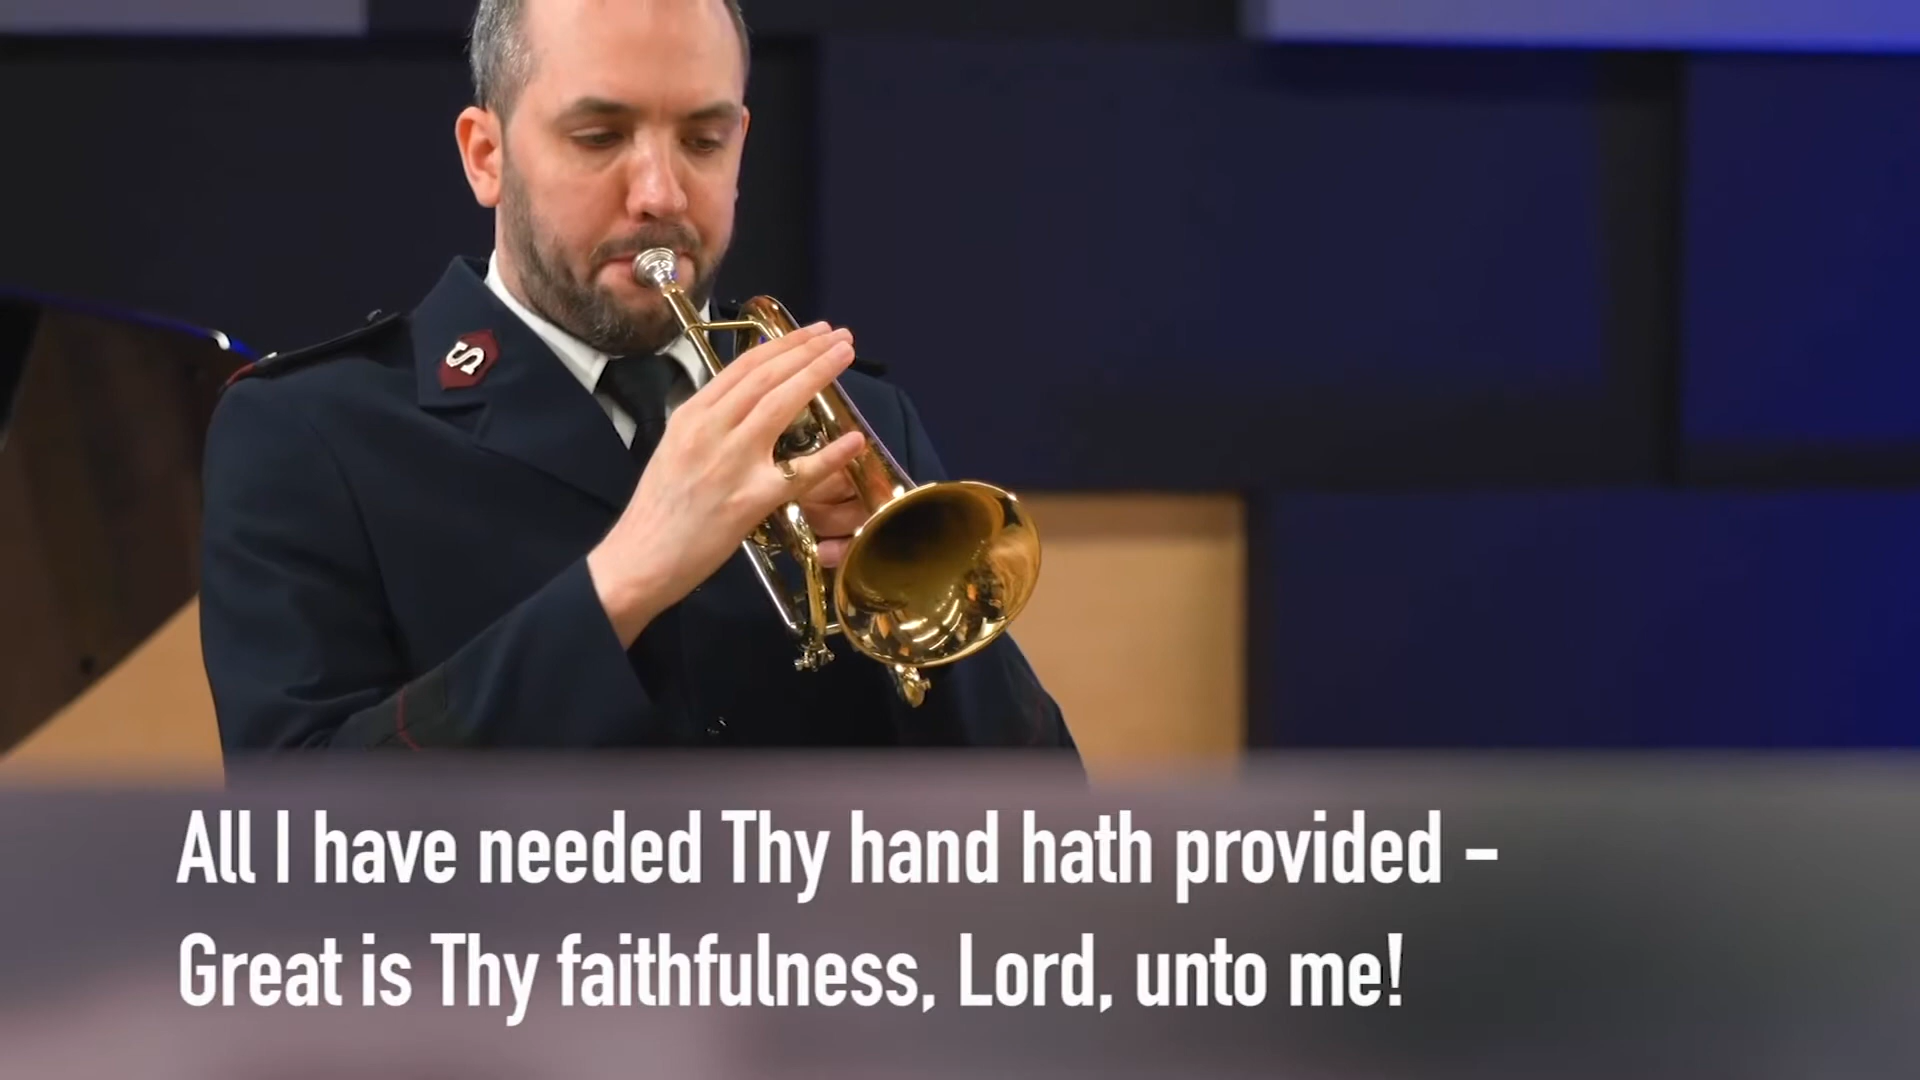 S
All I have needed Thy hand hath provided –
Great is Thy faithfulness, Lord, unto me!